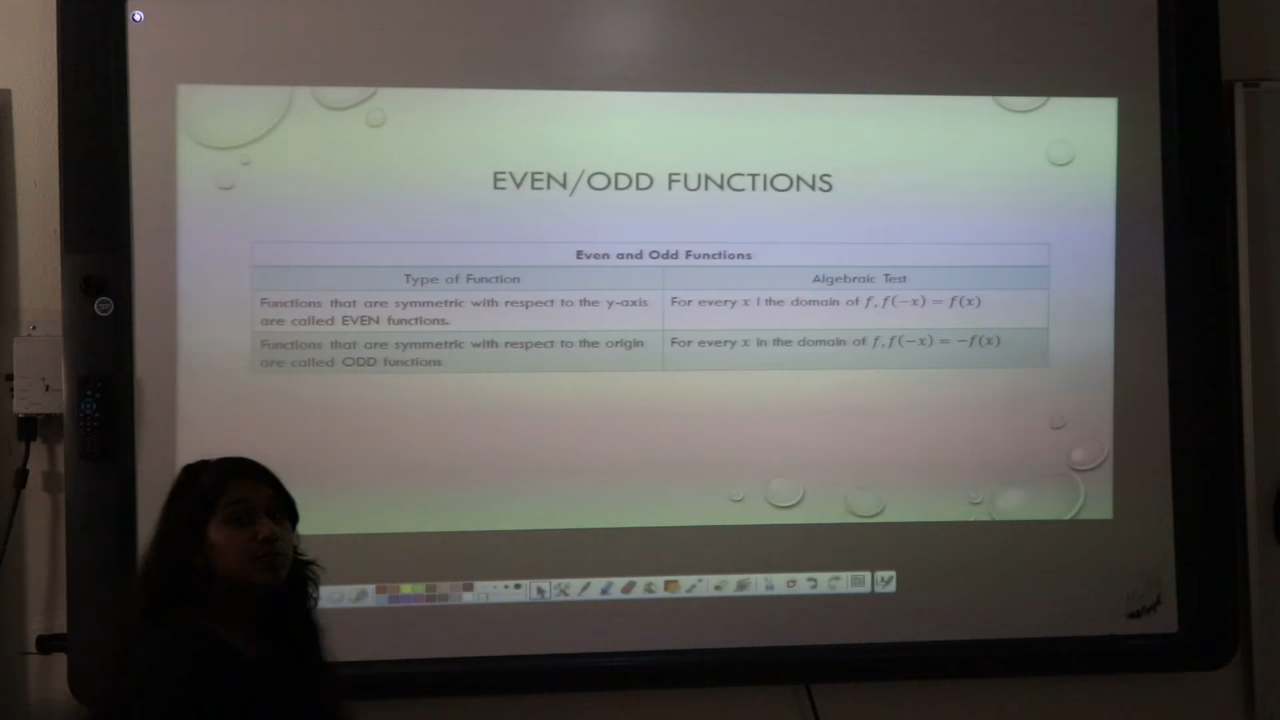 EVEN/ODD FUNCTIONS
Even and Odd Functions
Type of Function
Algebraic Test
Functions that are symmetric with respect to the y-axis
are called EVEN functions.
For every x I the domain of f, f(−x) = f(x)
Functions that are symmetric with respect to the origin
are called ODD functions
For every x in the domain of f, f(−x) = −f(x)